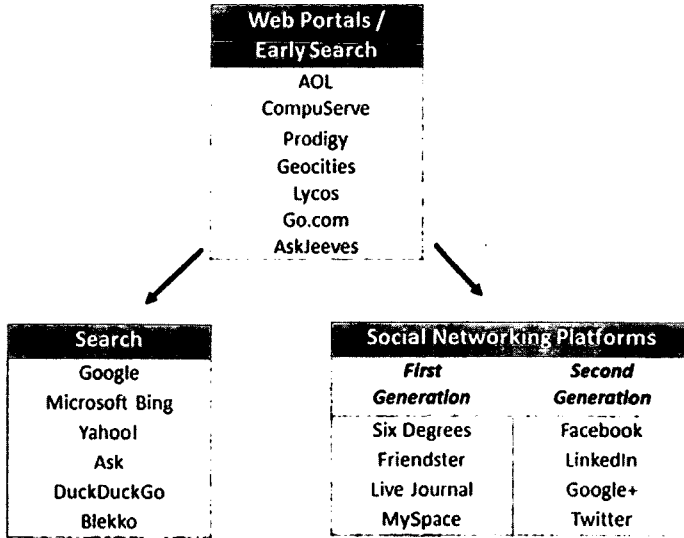 Web Portals /
Early Search
AOL
CompuServe
Prodigy
Geocities
Lycos
Go.com
AskJeeves
Search
Google
Microsoft Bing
Yahoo!
Ask
DuckDuckGo
Blekko
Social Networking Platforms
First Generation
Six Degrees
Friendster
Live Journal
MySpace
Second Generation
Facebook
LinkedIn
Google+
Twitter